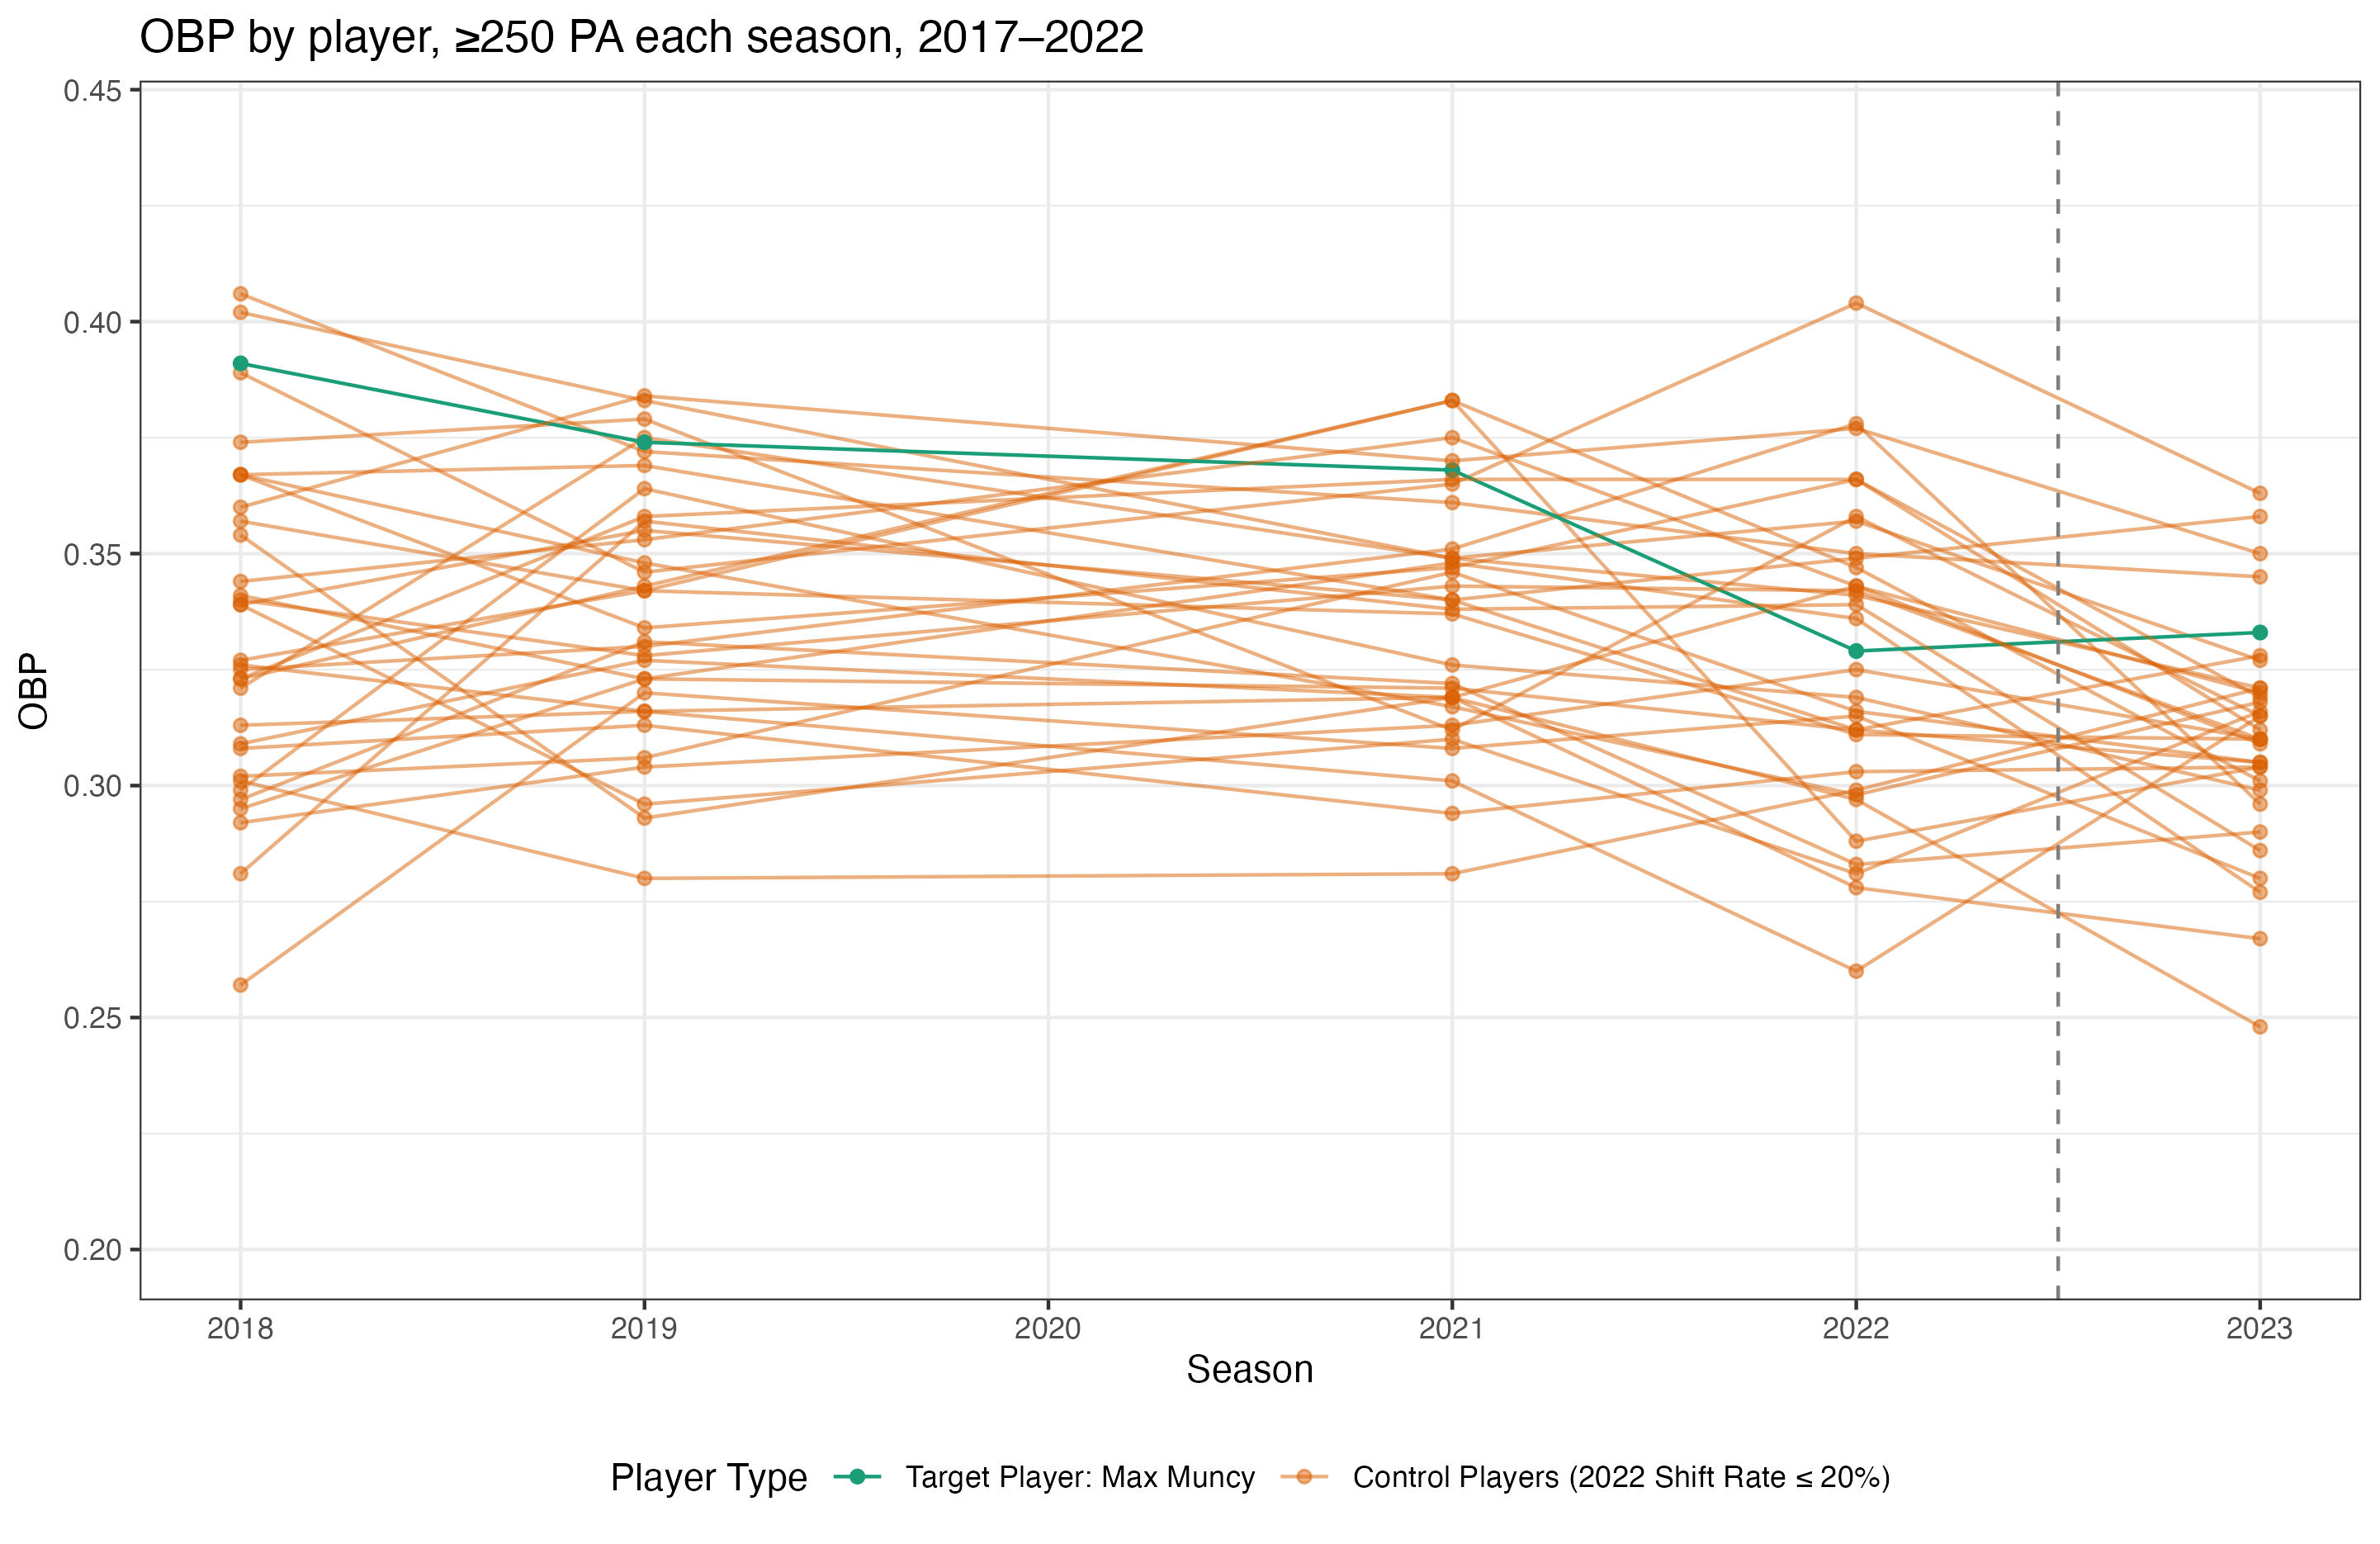 OBP by player, ≥250 PA each season, 2017–2022
0.45
0.40
0.35
0.30
0.25
0.20
OBP
2018 2019 2020 2021 2022 2023
Season
Player Type Target Player: Max Muncy Control Players (2022 Shift Rate ≤ 20%)